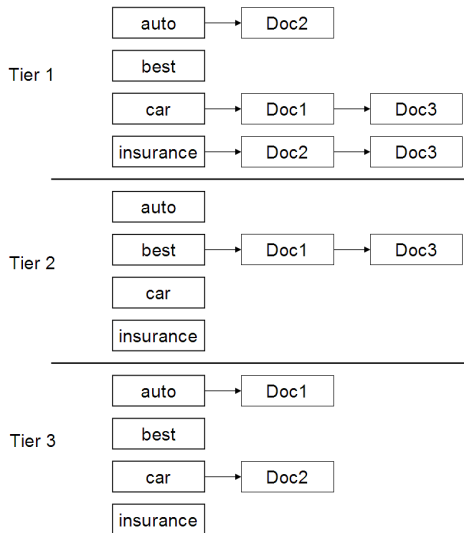 auto Doc2
Tier 1
best
car Doc1 Doc3
insurance Doc2 Doc3
auto
best Doc1 Doc3
Tier 2
car
insurance
auto Doc1
best
Tier 3
car Doc2
insurance